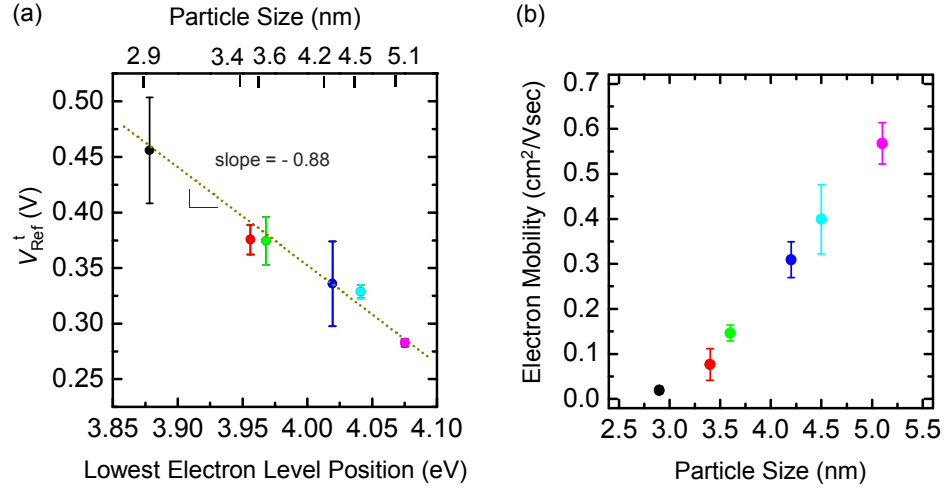 (a)
Particle Size (nm)
2.9 3.4 3.6 4.2 4.5 5.1
0.50
0.45
0.40
0.35
0.30
0.25
V_Ref^t (V)
slope = - 0.88
3.85 3.90 3.95 4.00 4.05 4.10
Lowest Electron Level Position (eV)
(b)
0.7
0.6
0.5
0.4
0.3
0.2
0.1
0.0
Electron Mobility (cm²/Vsec)
2.5 3.0 3.5 4.0 4.5 5.0 5.5
Particle Size (nm)